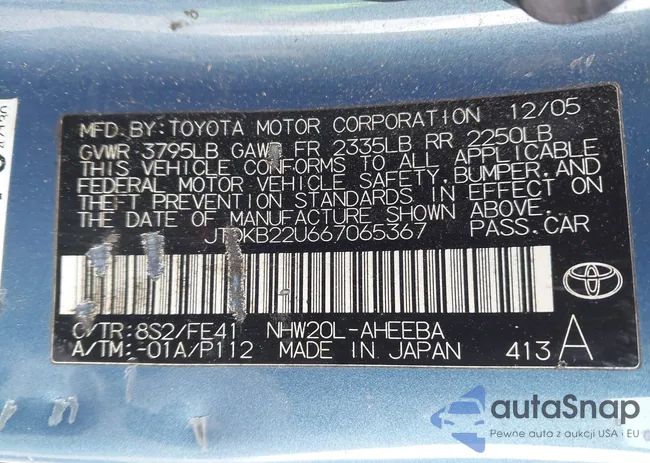 MFD. BY: TOYOTA MOTOR CORPORATION 12/05
GVWR 3795LB GAWR FR 2335LB RR 2250LB
THIS VEHICLE CONFORMS TO ALL APPLICABLE
FEDERAL MOTOR VEHICLE SAFETY, BUMPER, AND
THEFT PREVENTION STANDARDS IN EFFECT ON
THE DATE OF MANUFACTURE SHOWN ABOVE.
JTDKB22U667065367 PASS. CAR
C/TR: 8S2/FE41 NHW20L-AHEEBA
A/TM: -01A/P112 MADE IN JAPAN 413 A
autaSnap
Pewne auta z aukcji USA i EU